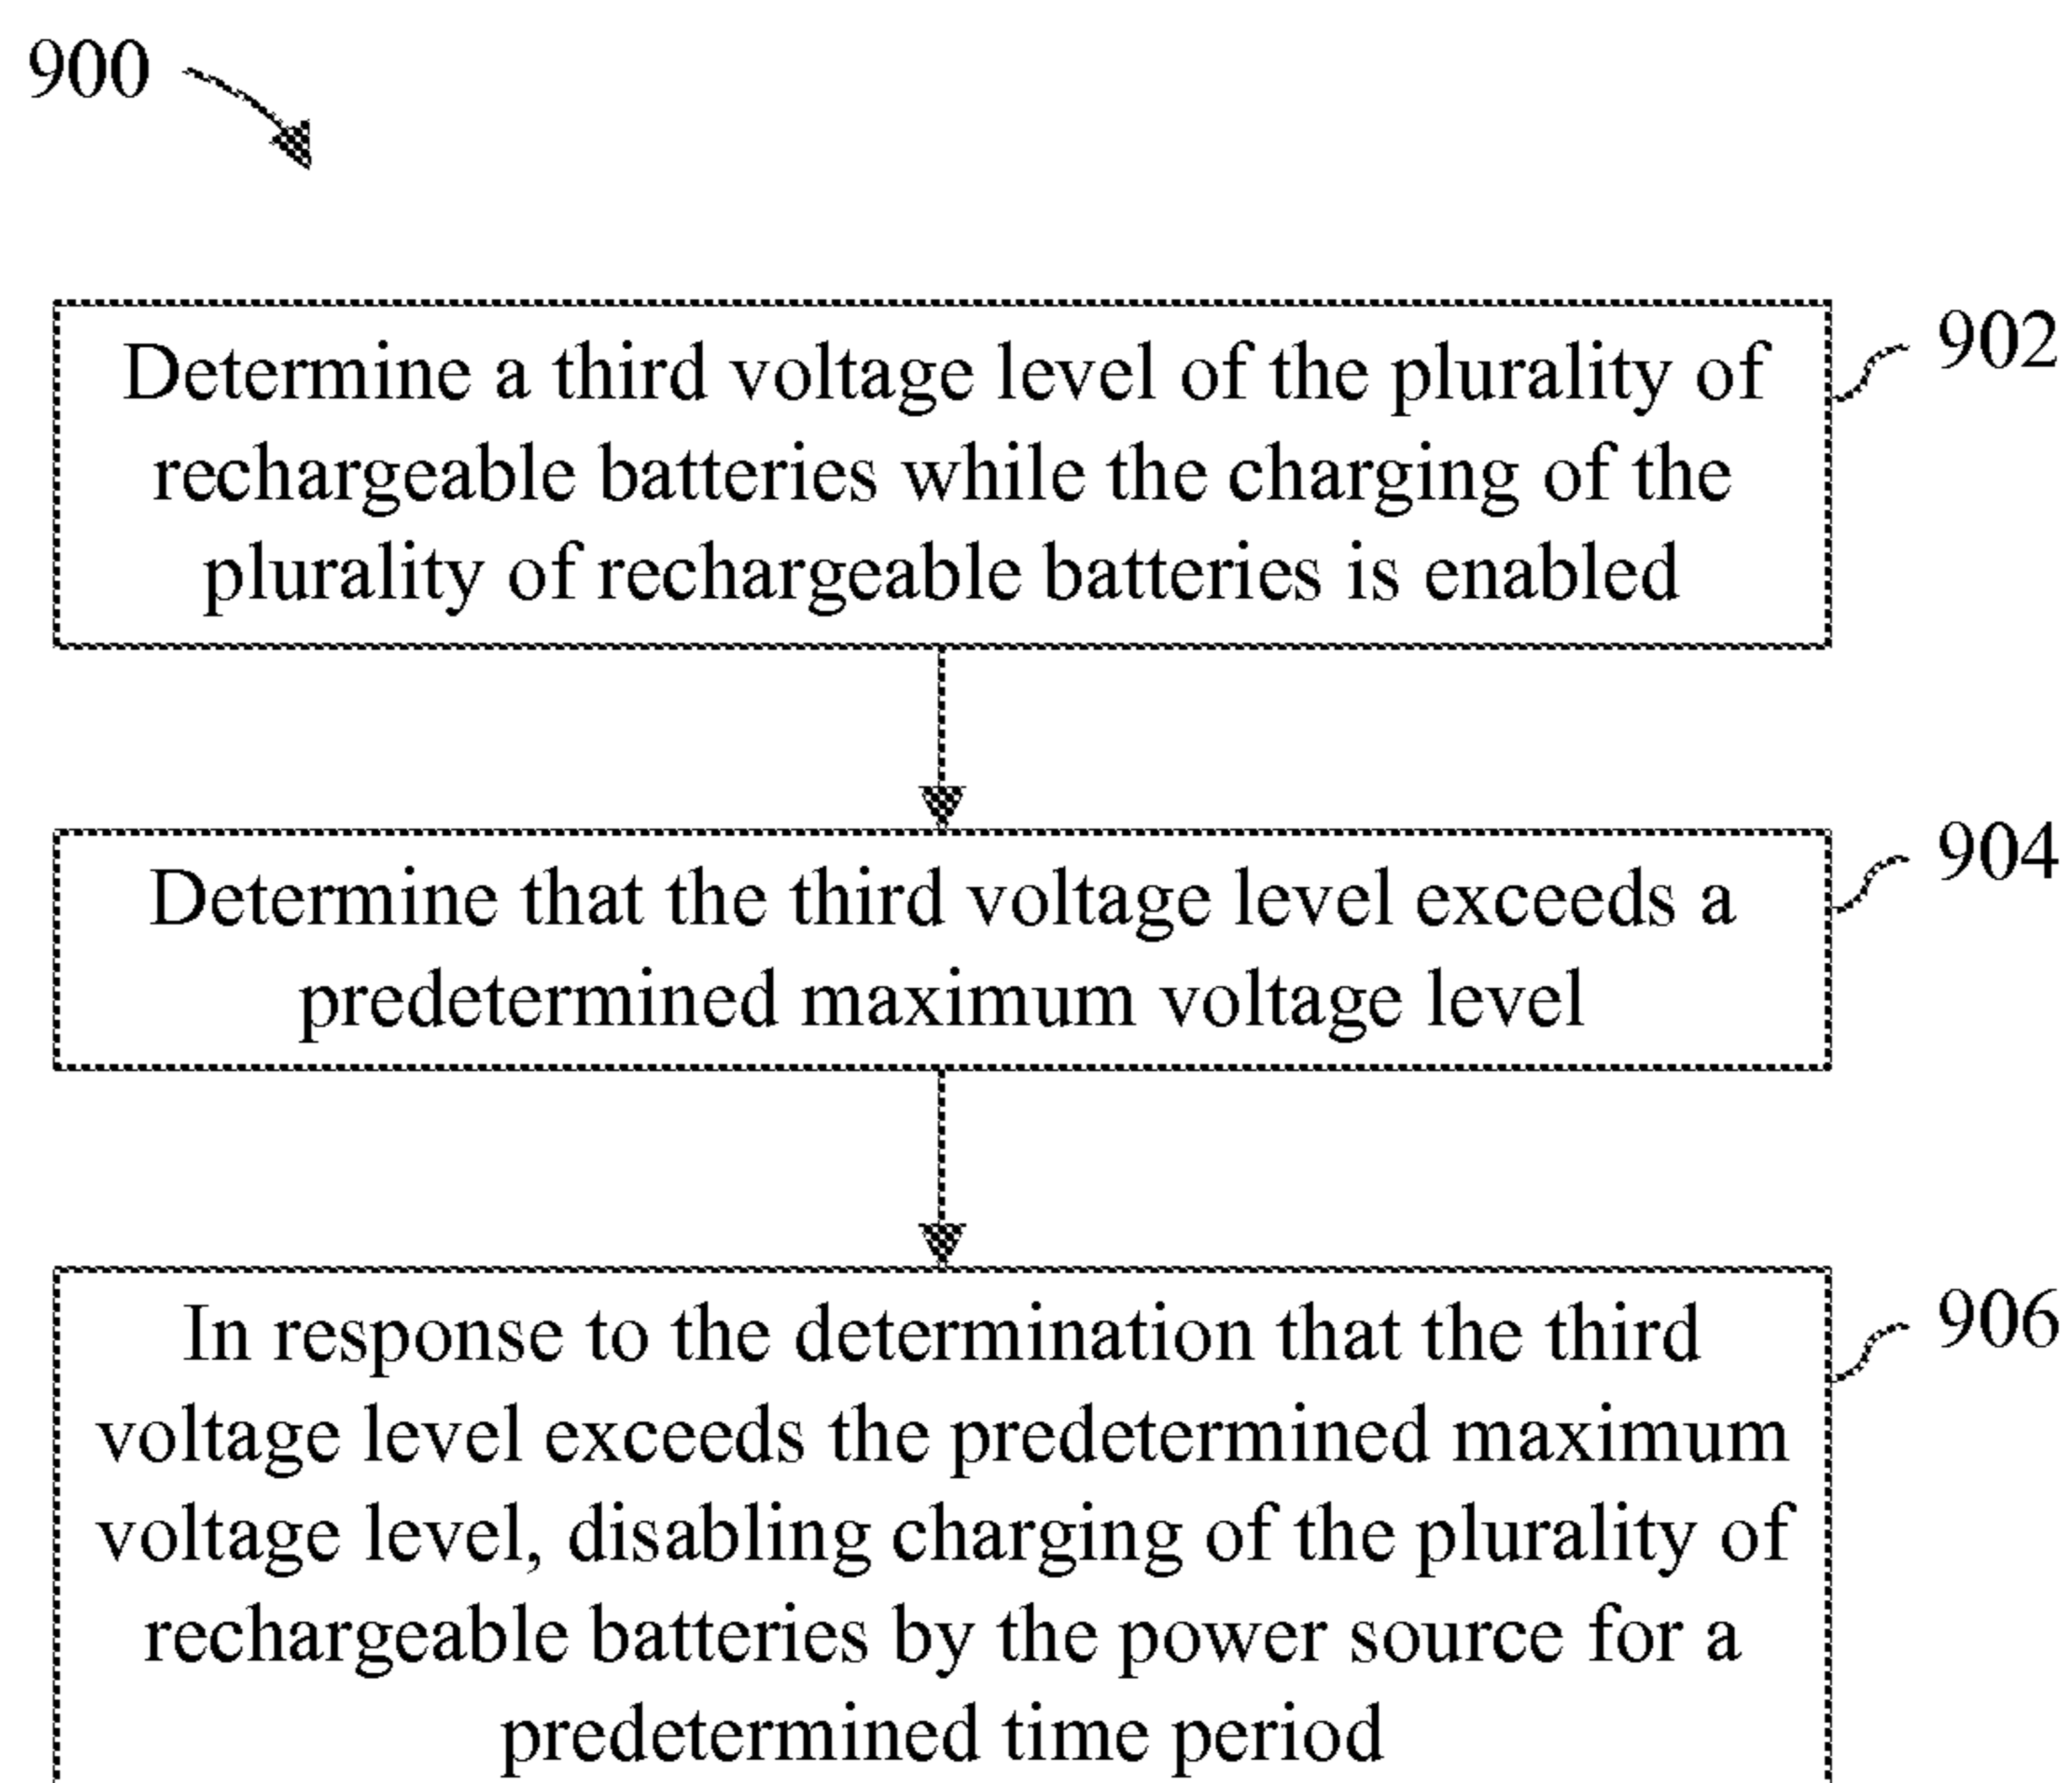 900
Determine a third voltage level of the plurality of
rechargeable batteries while the charging of the
plurality of rechargeable batteries is enabled
902
Determine that the third voltage level exceeds a
predetermined maximum voltage level
904
In response to the determination that the third
voltage level exceeds the predetermined maximum
voltage level, disabling charging of the plurality of
rechargeable batteries by the power source for a
predetermined time period
906